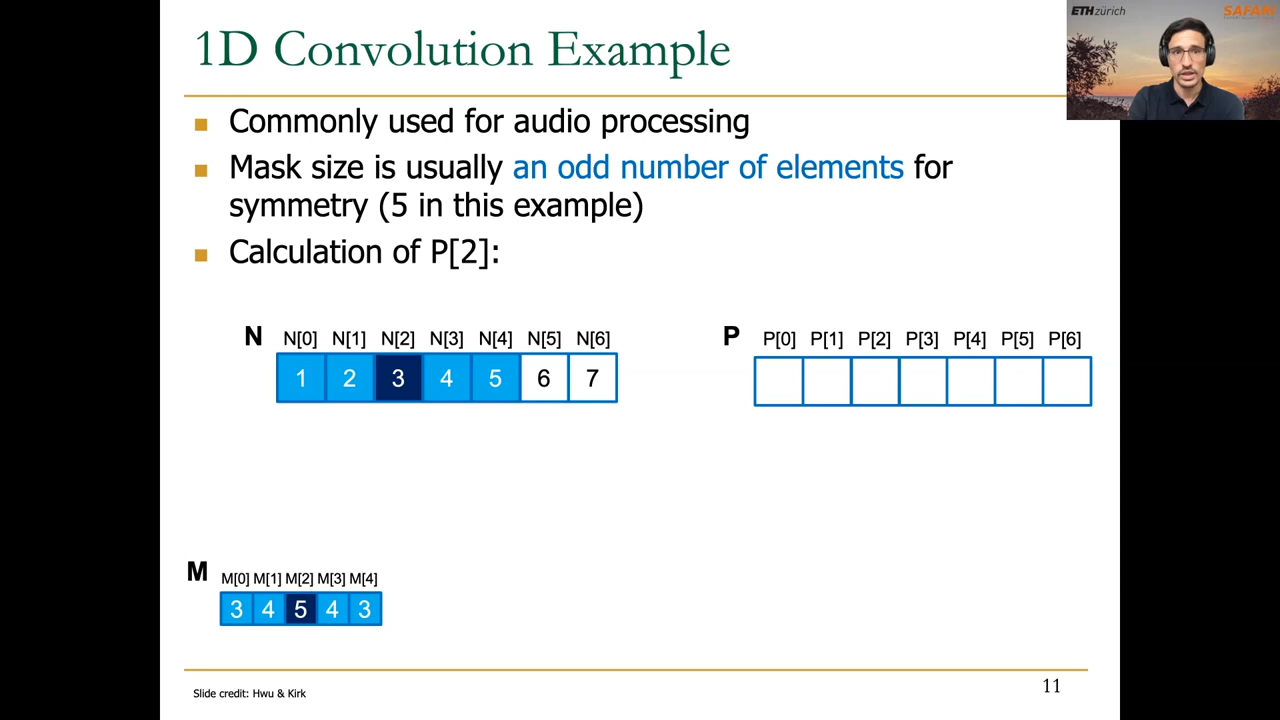 1D Convolution Example
ETHzürich
SAFARI
Commonly used for audio processing
Mask size is usually an odd number of elements for
symmetry (5 in this example)
Calculation of P[2]:
N N[0] N[1] N[2] N[3] N[4] N[5] N[6]
1 2 3 4 5 6 7
P P[0] P[1] P[2] P[3] P[4] P[5] P[6]
M M[0] M[1] M[2] M[3] M[4]
3 4 5 4 3
Slide credit: Hwu & Kirk
11